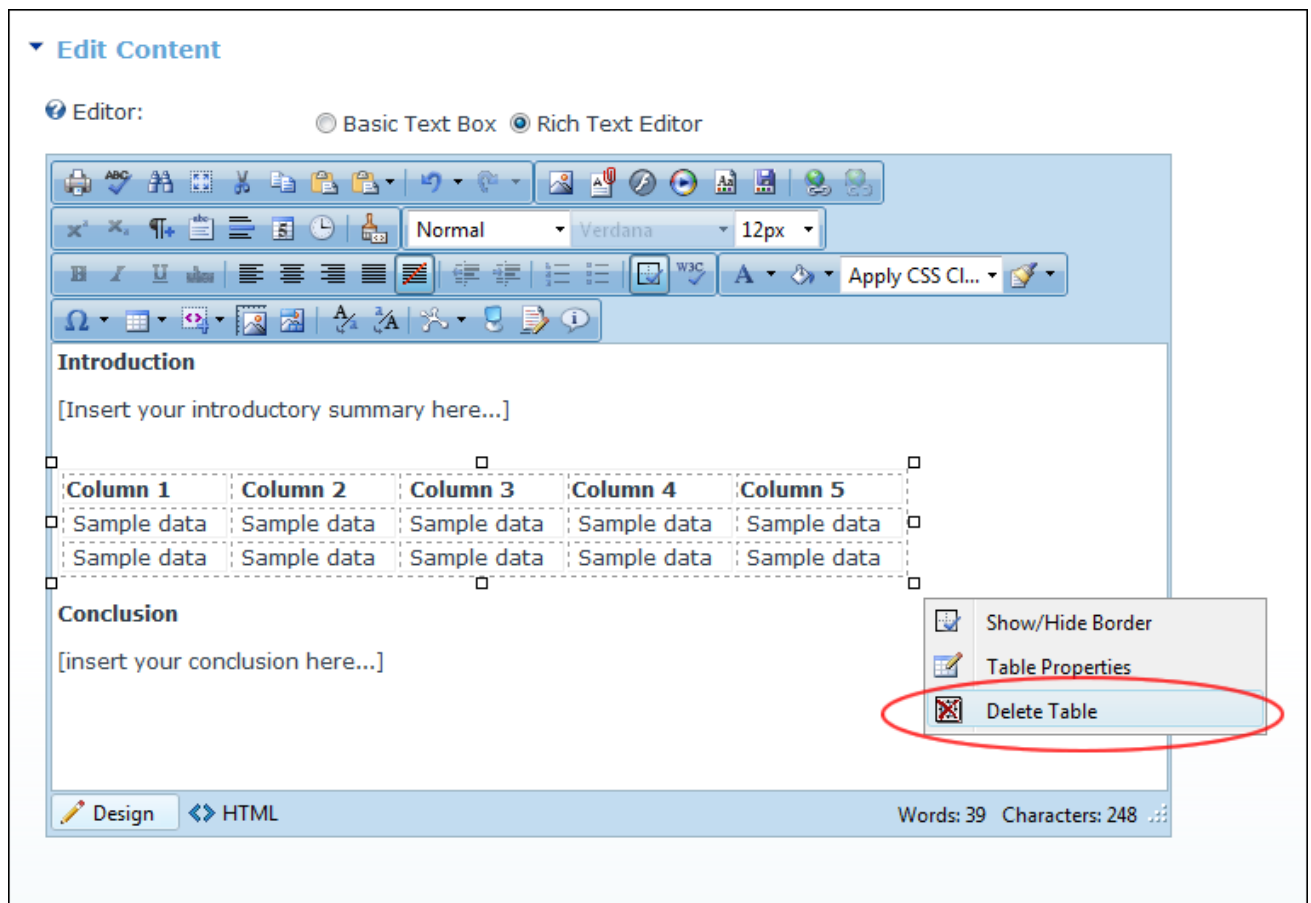 Edit Content
Editor:
Basic Text Box Rich Text Editor
ABC
Normal Verdana 12px
W3C A Apply CSS Cl...
Introduction
[Insert your introductory summary here...]
Column 1 Column 2 Column 3 Column 4 Column 5
Sample data Sample data Sample data Sample data Sample data
Sample data Sample data Sample data Sample data Sample data
Conclusion
[insert your conclusion here...]
Show/Hide Border
Table Properties
Delete Table
Design HTML Words: 39 Characters: 248